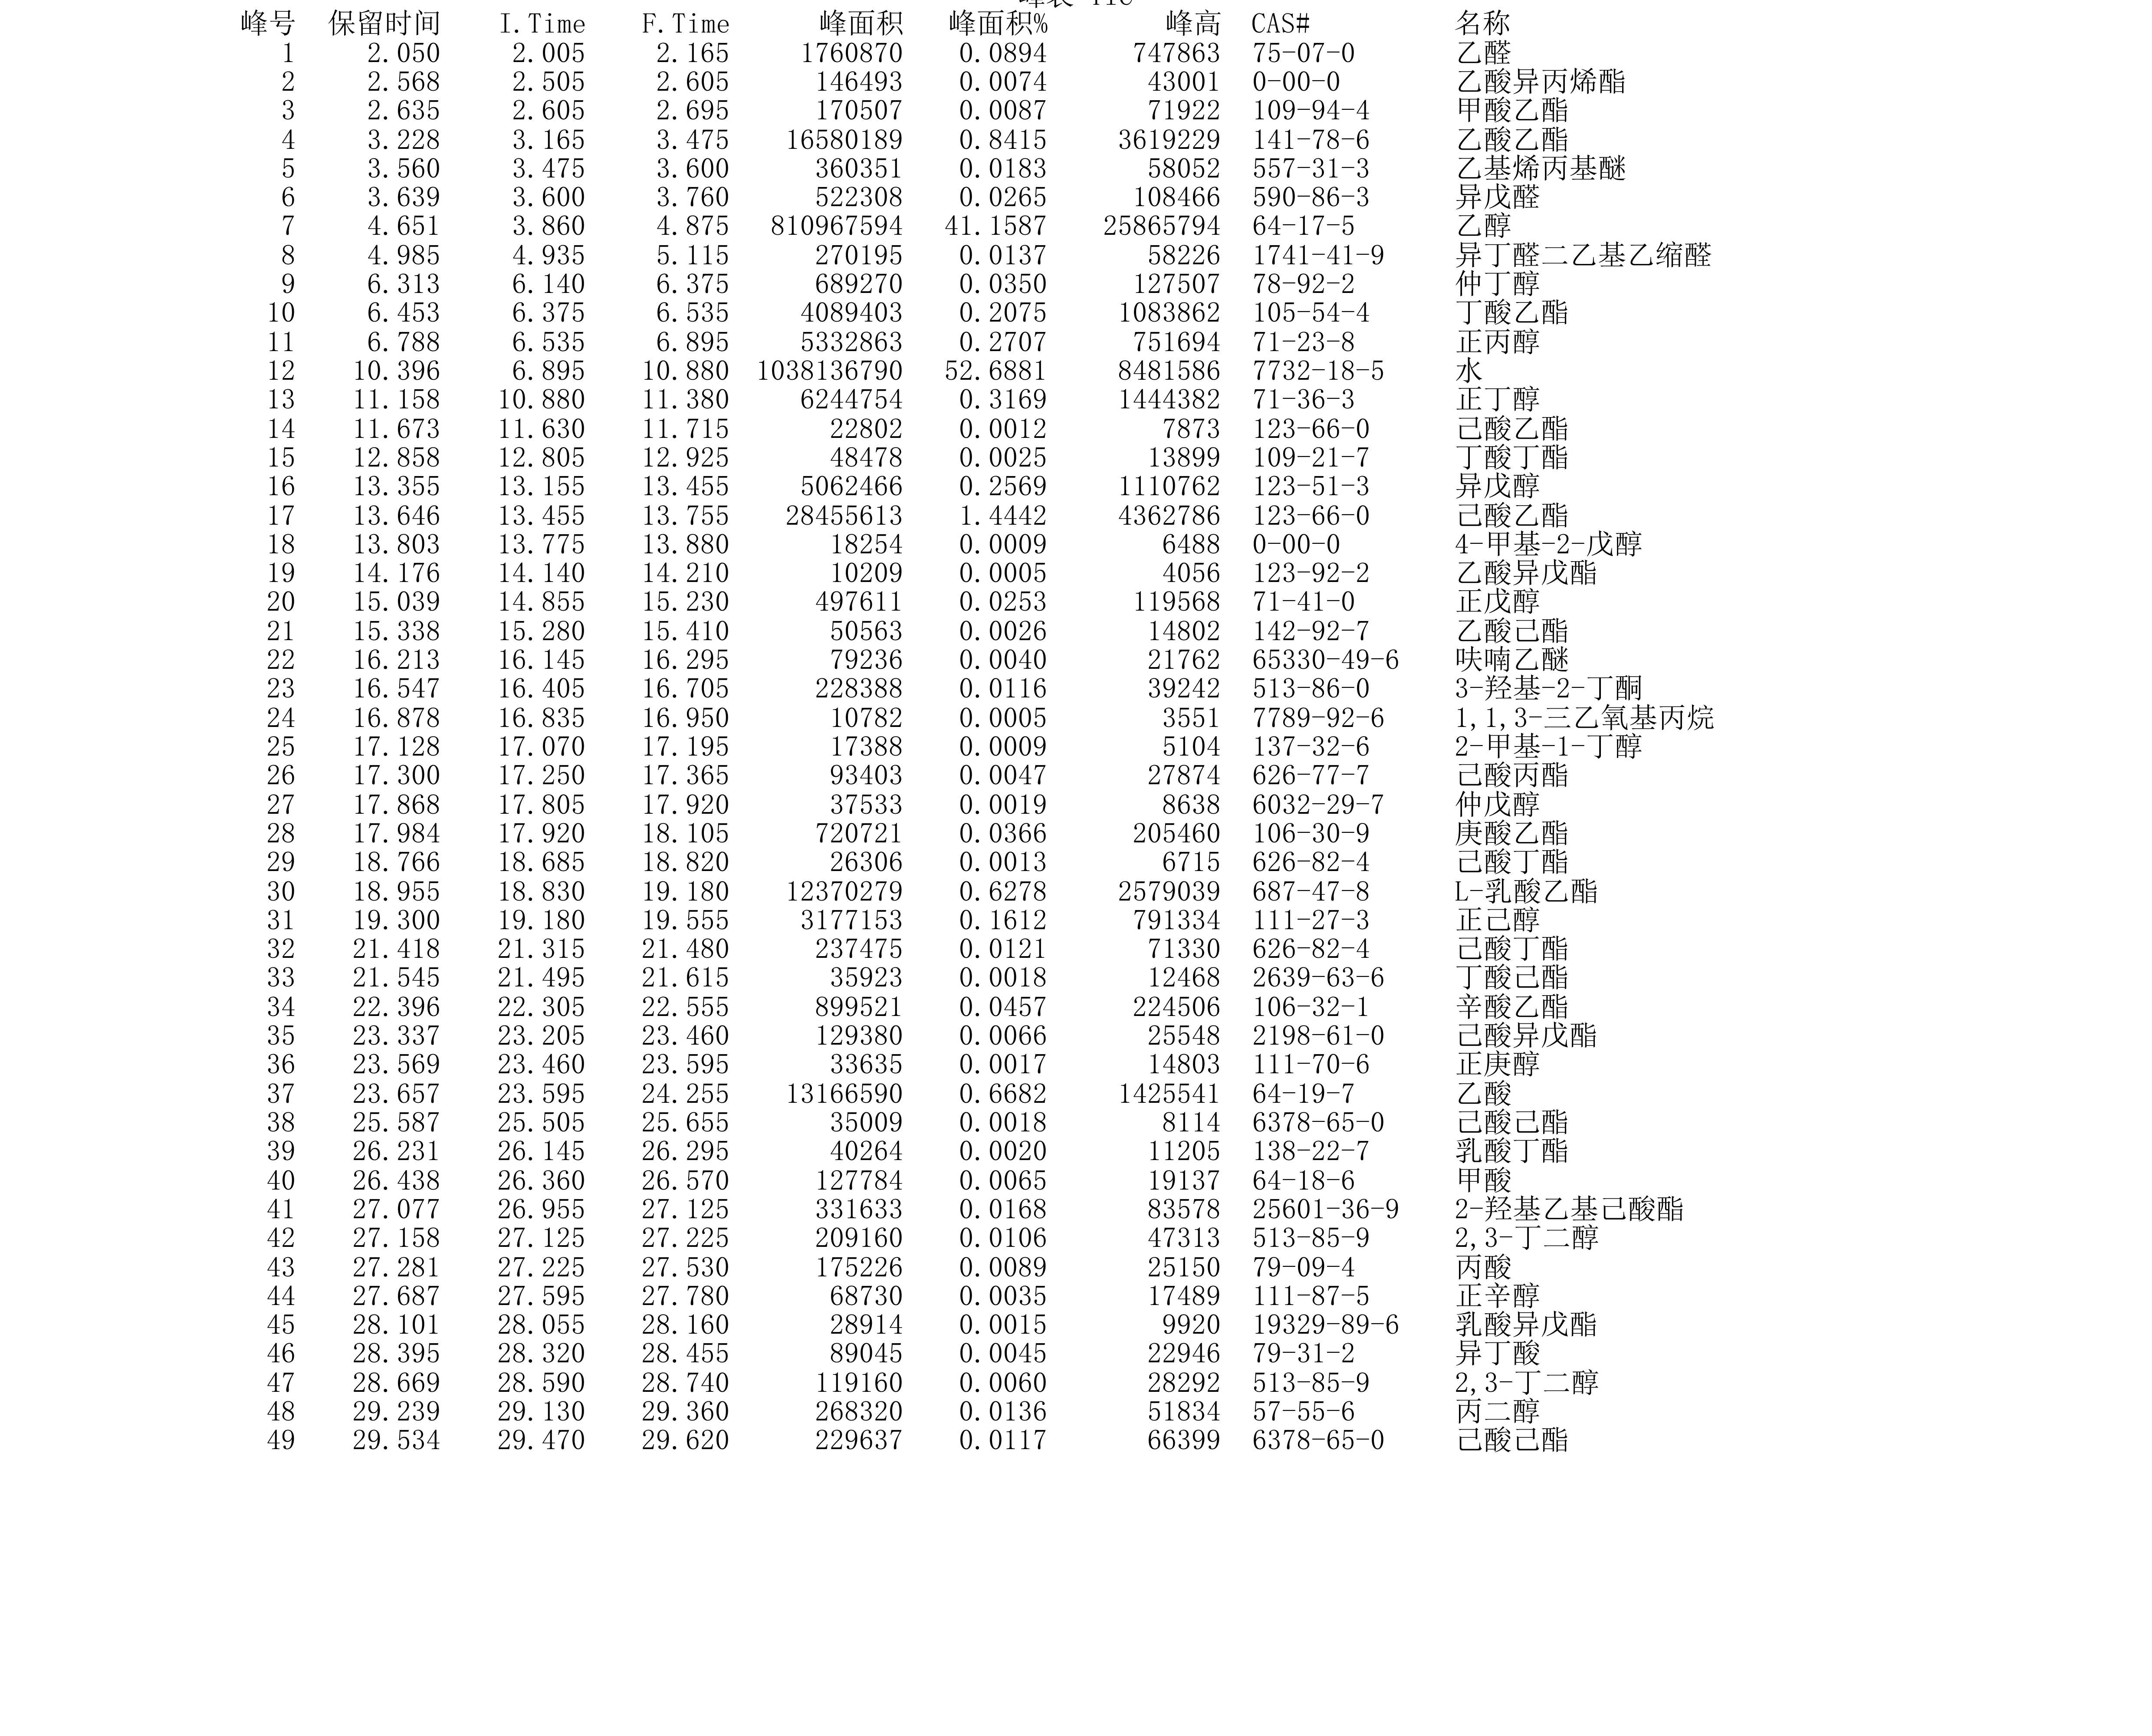 峰号 保留时间 I.Time F.Time 峰面积 峰面积% 峰高 CAS# 名称
1 2.050 2.005 2.165 1760870 0.0894 747863 75-07-0 乙醛
2 2.568 2.505 2.605 146493 0.0074 43001 0-00-0 乙酸异丙烯酯
3 2.635 2.605 2.695 170507 0.0087 71922 109-94-4 甲酸乙酯
4 3.228 3.165 3.475 16580189 0.8415 3619229 141-78-6 乙酸乙酯
5 3.560 3.475 3.600 360351 0.0183 58052 557-31-3 乙基烯丙基醚
6 3.639 3.600 3.760 522308 0.0265 108466 590-86-3 异戊醛
7 4.651 3.860 4.875 810967594 41.1587 25865794 64-17-5 乙醇
8 4.985 4.935 5.115 270195 0.0137 58226 1741-41-9 异丁醛二乙基乙缩醛
9 6.313 6.140 6.375 689270 0.0350 127507 78-92-2 仲丁醇
10 6.453 6.375 6.535 4089403 0.2075 1083862 105-54-4 丁酸乙酯
11 6.788 6.535 6.895 5332863 0.2707 751694 71-23-8 正丙醇
12 10.396 6.895 10.880 1038136790 52.6881 8481586 7732-18-5 水
13 11.158 10.880 11.380 6244754 0.3169 1444382 71-36-3 正丁醇
14 11.673 11.630 11.715 22802 0.0012 7873 123-66-0 己酸乙酯
15 12.858 12.805 12.925 48478 0.0025 13899 109-21-7 丁酸丁酯
16 13.355 13.155 13.455 5062466 0.2569 1110762 123-51-3 异戊醇
17 13.646 13.455 13.755 28455613 1.4442 4362786 123-66-0 己酸乙酯
18 13.803 13.775 13.880 18254 0.0009 6488 0-00-0 4-甲基-2-戊醇
19 14.176 14.140 14.210 10209 0.0005 4056 123-92-2 乙酸异戊酯
20 15.039 14.855 15.230 497611 0.0253 119568 71-41-0 正戊醇
21 15.338 15.280 15.410 50563 0.0026 14802 142-92-7 乙酸己酯
22 16.213 16.145 16.295 79236 0.0040 21762 65330-49-6 呋喃乙醚
23 16.547 16.405 16.705 228388 0.0116 39242 513-86-0 3-羟基-2-丁酮
24 16.878 16.835 16.950 10782 0.0005 3551 7789-92-6 1,1,3-三乙氧基丙烷
25 17.128 17.070 17.195 17388 0.0009 5104 137-32-6 2-甲基-1-丁醇
26 17.300 17.250 17.365 93403 0.0047 27874 626-77-7 己酸丙酯
27 17.868 17.805 17.920 37533 0.0019 8638 6032-29-7 仲戊醇
28 17.984 17.920 18.105 720721 0.0366 205460 106-30-9 庚酸乙酯
29 18.766 18.685 18.820 26306 0.0013 6715 626-82-4 己酸丁酯
30 18.955 18.830 19.180 12370279 0.6278 2579039 687-47-8 L-乳酸乙酯
31 19.300 19.180 19.555 3177153 0.1612 791334 111-27-3 正己醇
32 21.418 21.315 21.480 237475 0.0121 71330 626-82-4 己酸丁酯
33 21.545 21.495 21.615 35923 0.0018 12468 2639-63-6 丁酸己酯
34 22.396 22.305 22.555 899521 0.0457 224506 106-32-1 辛酸乙酯
35 23.337 23.205 23.460 129380 0.0066 25548 2198-61-0 己酸异戊酯
36 23.569 23.460 23.595 33635 0.0017 14803 111-70-6 正庚醇
37 23.657 23.595 24.255 13166590 0.6682 1425541 64-19-7 乙酸
38 25.587 25.505 25.655 35009 0.0018 8114 6378-65-0 己酸己酯
39 26.231 26.145 26.295 40264 0.0020 11205 138-22-7 乳酸丁酯
40 26.438 26.360 26.570 127784 0.0065 19137 64-18-6 甲酸
41 27.077 26.955 27.125 331633 0.0168 83578 25601-36-9 2-羟基乙基己酸酯
42 27.158 27.125 27.225 209160 0.0106 47313 513-85-9 2,3-丁二醇
43 27.281 27.225 27.530 175226 0.0089 25150 79-09-4 丙酸
44 27.687 27.595 27.780 68730 0.0035 17489 111-87-5 正辛醇
45 28.101 28.055 28.160 28914 0.0015 9920 19329-89-6 乳酸异戊酯
46 28.395 28.320 28.455 89045 0.0045 22946 79-31-2 异丁酸
47 28.669 28.590 28.740 119160 0.0060 28292 513-85-9 2,3-丁二醇
48 29.239 29.130 29.360 268320 0.0136 51834 57-55-6 丙二醇
49 29.534 29.470 29.620 229637 0.0117 66399 6378-65-0 己酸己酯